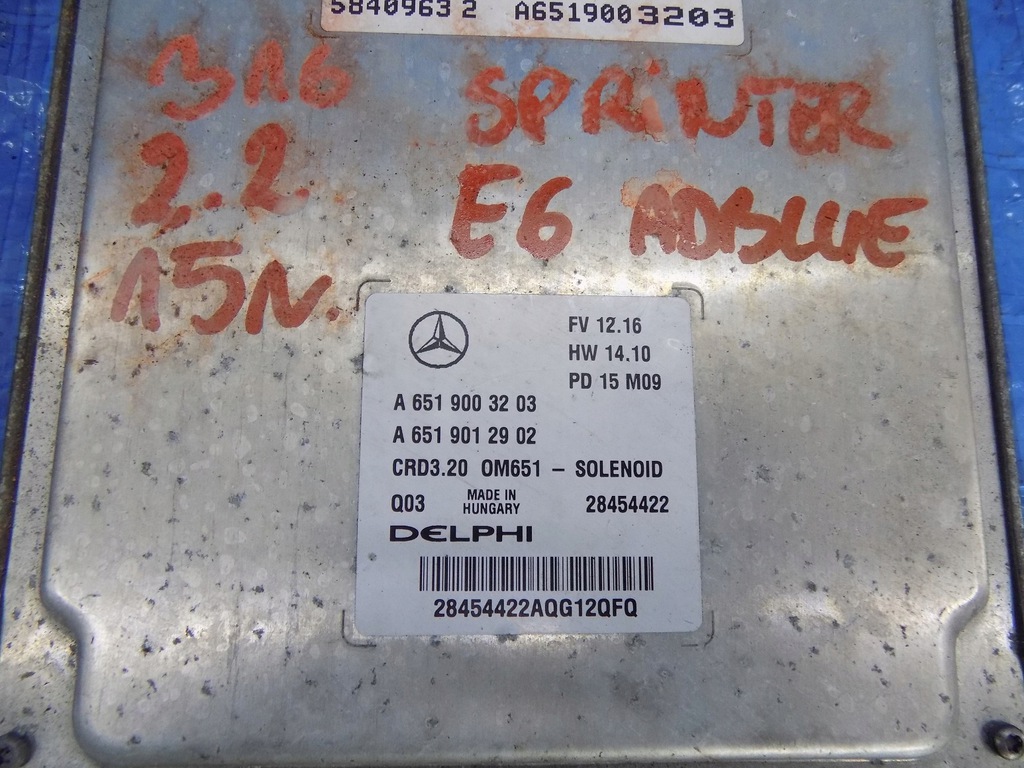 5840963 2 A6519003203
316 SPRiNTER
2.2 E6 ADBLUE
15N.
FV 12.16
HW 14.10
PD 15 M09
A 651 900 32 03
A 651 901 29 02
CRD3.20 OM651 – SOLENOID
Q03 MADE IN HUNGARY 28454422
DELPHI
28454422AQG12QFQ